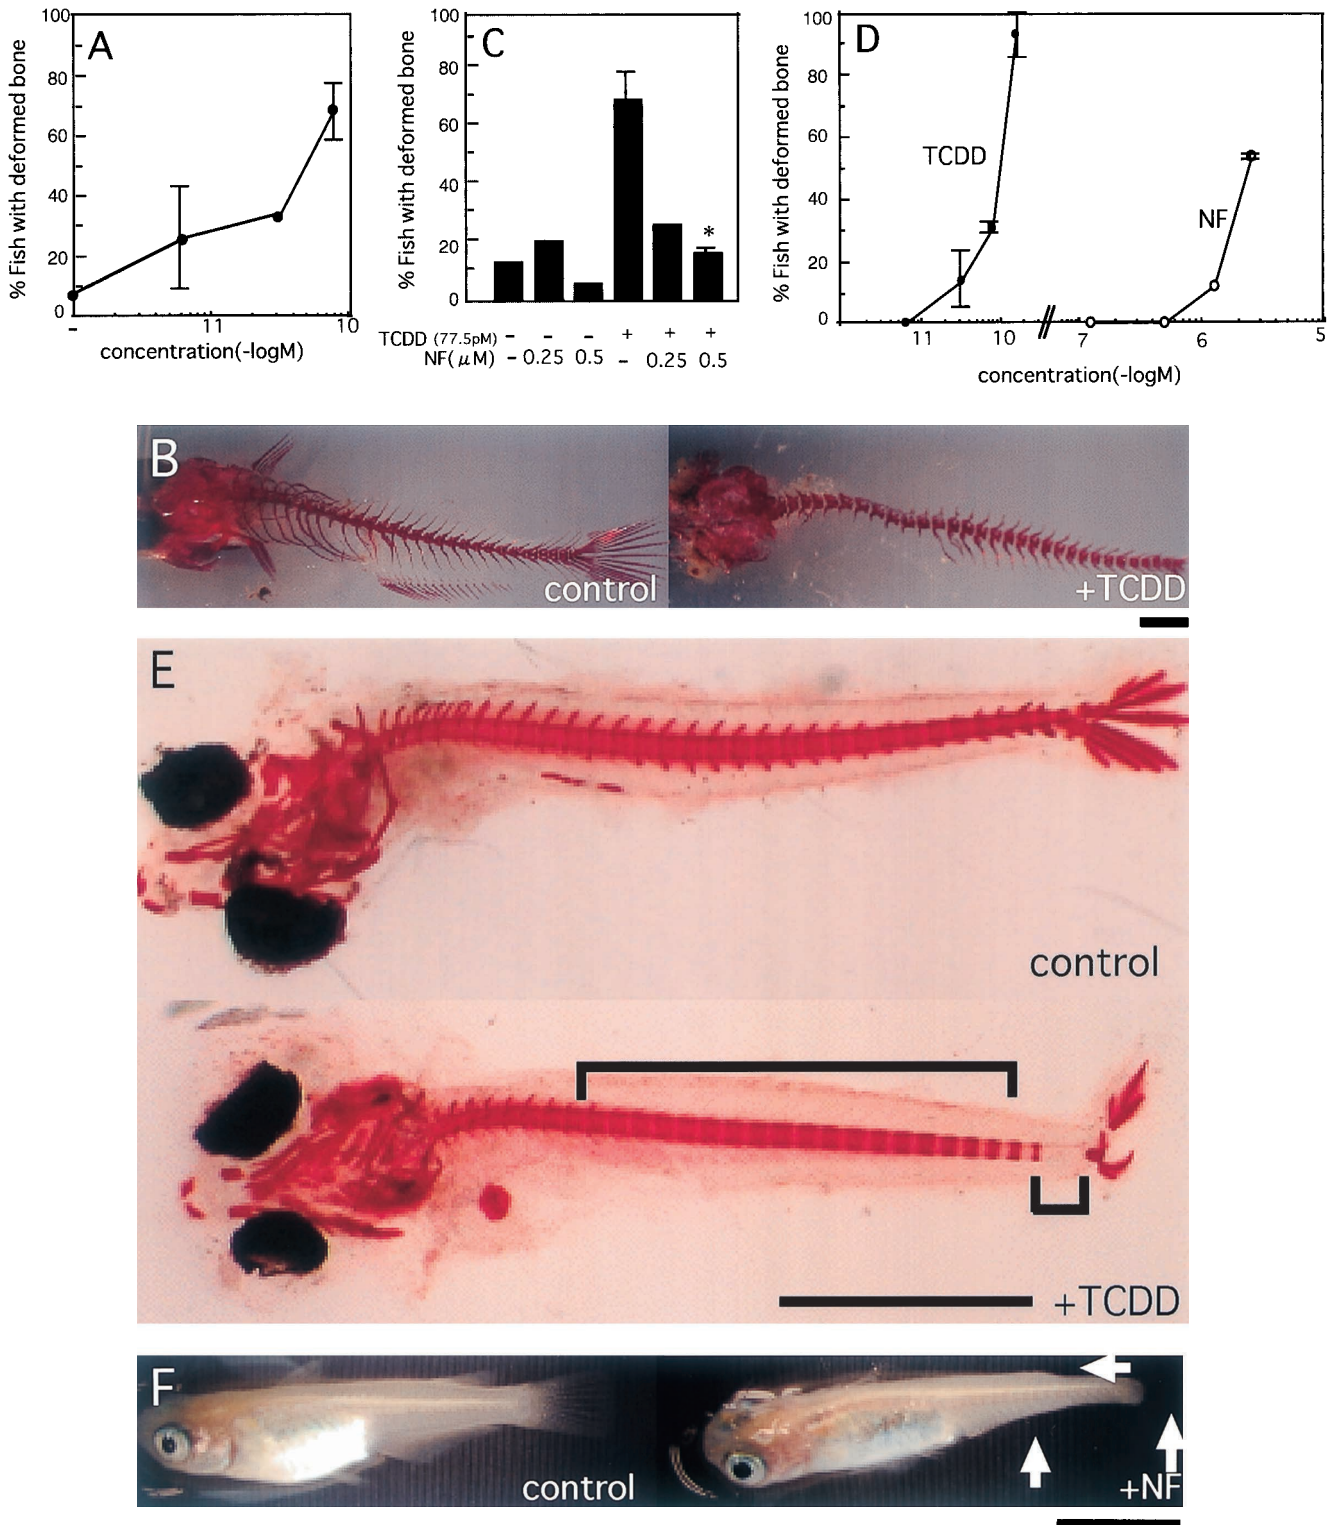 A
% Fish with deformed bone
100
80
60
40
20
0
– 11 10
concentration(-logM)
C
% Fish with deformed bone
100
80
60
40
20
0
*
TCDD (77.5pM) – – – + + +
NF(μM) – 0.25 0.5 – 0.25 0.5
D
% Fish with deformed bone
100
80
60
40
20
0
TCDD
NF
11 10 7 6 5
concentration(-logM)
B
control
+TCDD
E
control
+TCDD
F
control
+NF